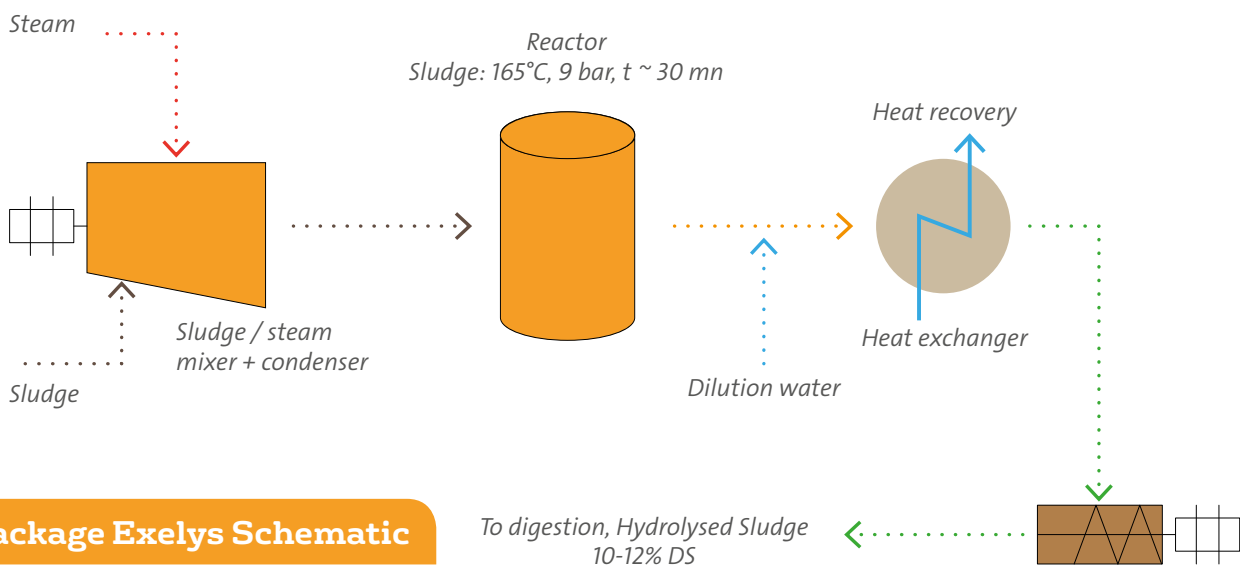 Steam
Reactor
Sludge: 165°C, 9 bar, t ~ 30 mn
Heat recovery
Sludge / steam
mixer + condenser
Heat exchanger
Sludge
Dilution water
ackage Exelys Schematic
To digestion, Hydrolysed Sludge
10-12% DS